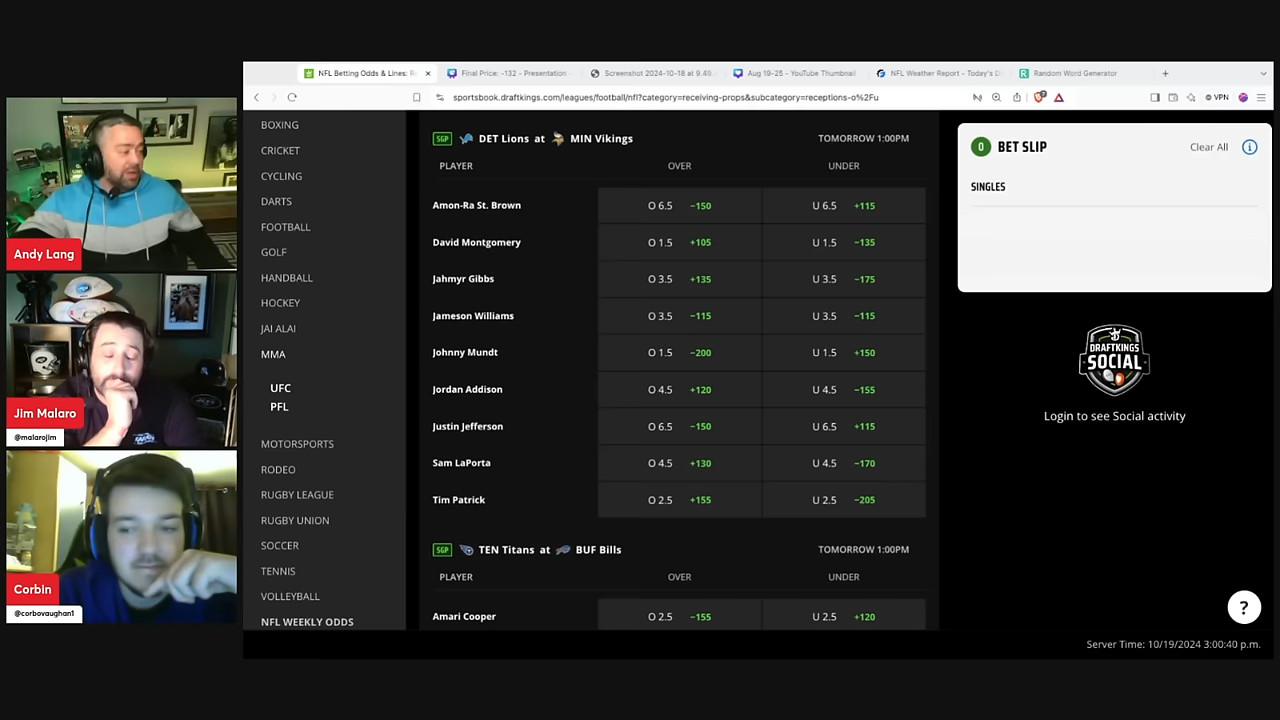 NFL Betting Odds & Lines: R
Final Price: -132 - Presentation
Screenshot 2024-10-18 at 9.49.
Aug 19-25 - YouTube Thumbnail
NFL Weather Report - Today's D
Random Word Generator
sportsbook.draftkings.com/leagues/football/nfl?category=receiving-props&subcategory=receptions-o%2Fu
VPN
Andy Lang
Jim Malaro
@malarojim
Corbin
@corbovaughan1
BOXING
CRICKET
CYCLING
DARTS
FOOTBALL
GOLF
HANDBALL
HOCKEY
JAI ALAI
MMA
UFC
PFL
MOTORSPORTS
RODEO
RUGBY LEAGUE
RUGBY UNION
SOCCER
TENNIS
VOLLEYBALL
NFL WEEKLY ODDS
SGP DET Lions at MIN Vikings TOMORROW 1:00PM
PLAYER OVER UNDER
Amon-Ra St. Brown O 6.5 −150 U 6.5 +115
David Montgomery O 1.5 +105 U 1.5 −135
Jahmyr Gibbs O 3.5 +135 U 3.5 −175
Jameson Williams O 3.5 −115 U 3.5 −115
Johnny Mundt O 1.5 −200 U 1.5 +150
Jordan Addison O 4.5 +120 U 4.5 −155
Justin Jefferson O 6.5 −150 U 6.5 +115
Sam LaPorta O 4.5 +130 U 4.5 −170
Tim Patrick O 2.5 +155 U 2.5 −205
SGP TEN Titans at BUF Bills TOMORROW 1:00PM
PLAYER OVER UNDER
Amari Cooper O 2.5 −155 U 2.5 +120
0 BET SLIP Clear All
SINGLES
DRAFTKINGS
SOCIAL
Login to see Social activity
?
Server Time: 10/19/2024 3:00:40 p.m.